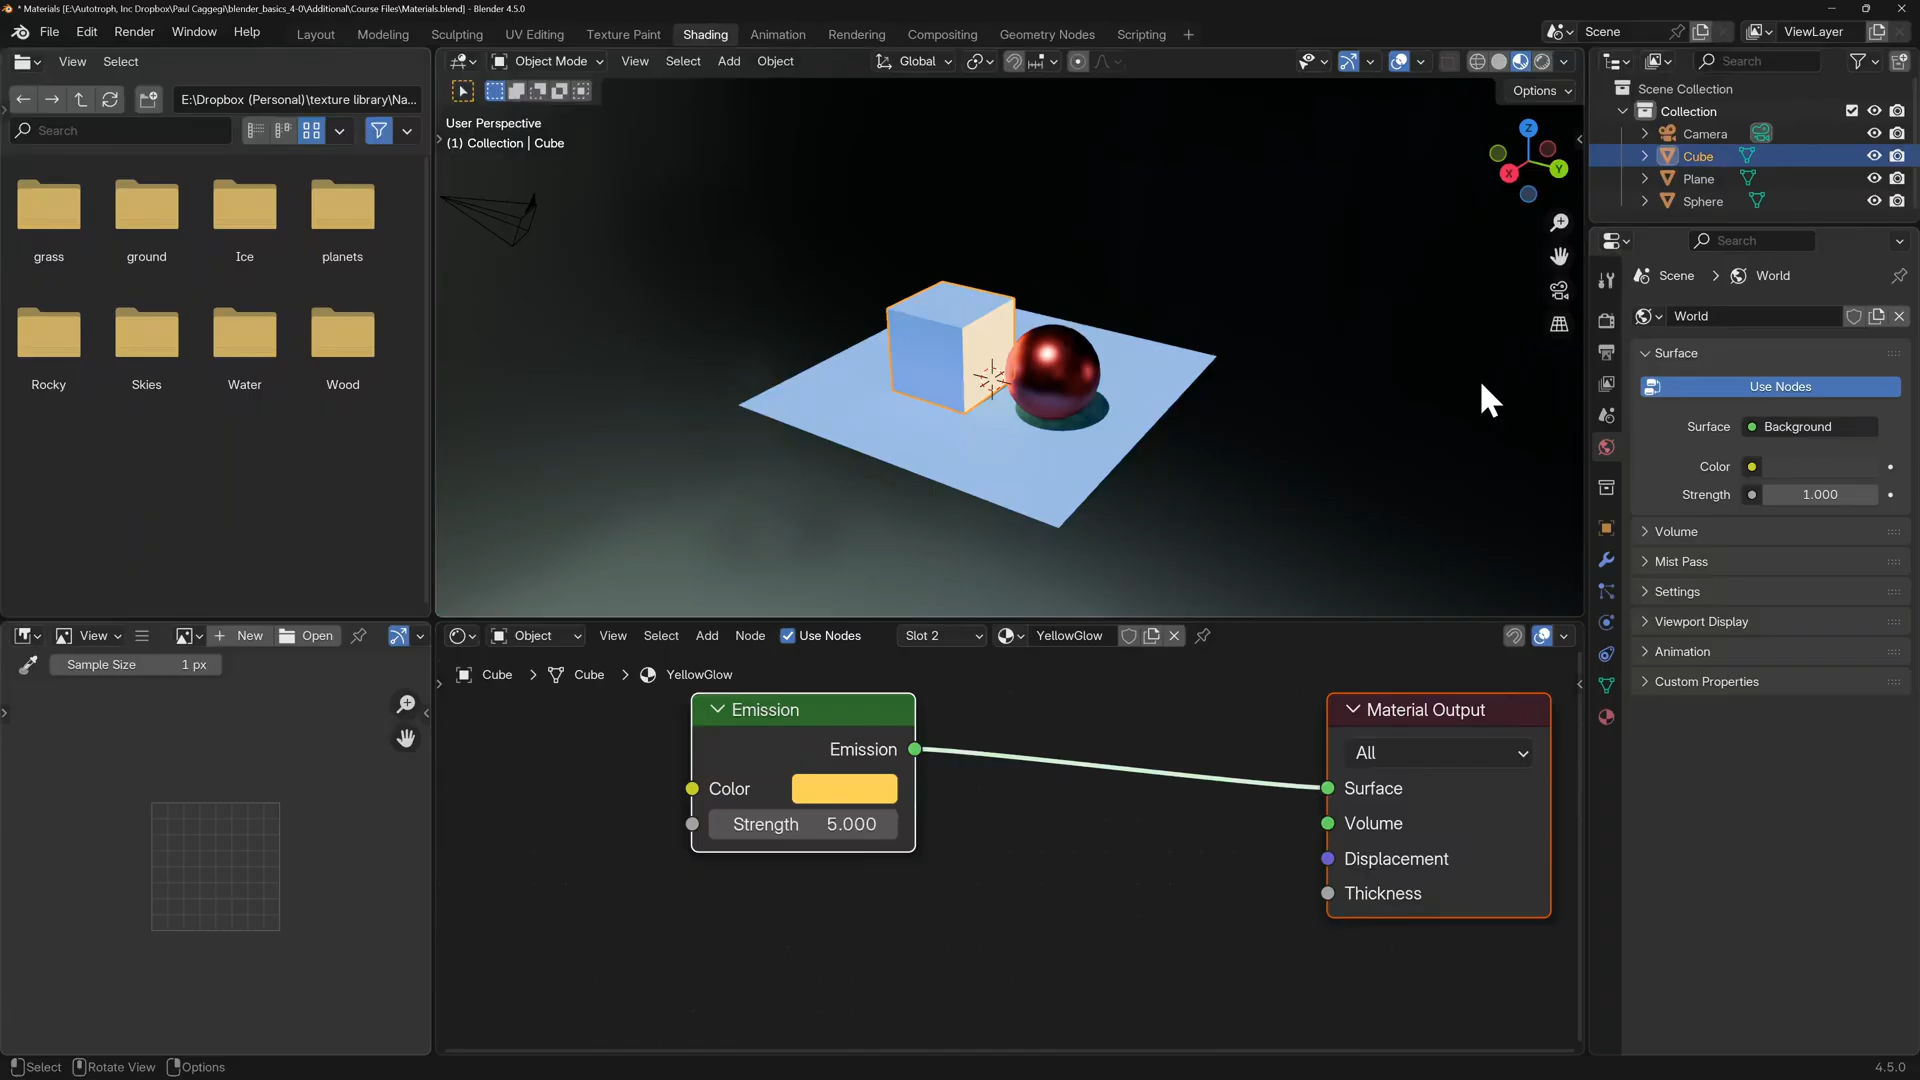 * Materials [E:\Autotroph, Inc Dropbox\Paul Caggegi\blender_basics_4-0\Additional\Course Files\Materials.blend] - Blender 4.5.0
File Edit Render Window Help Layout Modeling Sculpting UV Editing Texture Paint Shading Animation Rendering Compositing Geometry Nodes Scripting + Scene ViewLayer
View Select
Object Mode View Select Add Object Global
Search
E:\Dropbox (Personal)\texture library\Na...
Options
Search
User Perspective
(1) Collection | Cube
Scene Collection
Collection
Camera
Cube
Plane
Sphere
Z
Y
X
grass ground Ice planets
Rocky Skies Water Wood
Search
Scene > World
World
Surface
Use Nodes
Surface Background
Color
Strength 1.000
Volume
Mist Pass
Settings
Viewport Display
Animation
Custom Properties
View + New Open
Sample Size 1 px
Object View Select Add Node Use Nodes Slot 2 YellowGlow
Cube > Cube > YellowGlow
Emission
Emission
Color
Strength 5.000
Material Output
All
Surface
Volume
Displacement
Thickness
Select Rotate View Options
4.5.0